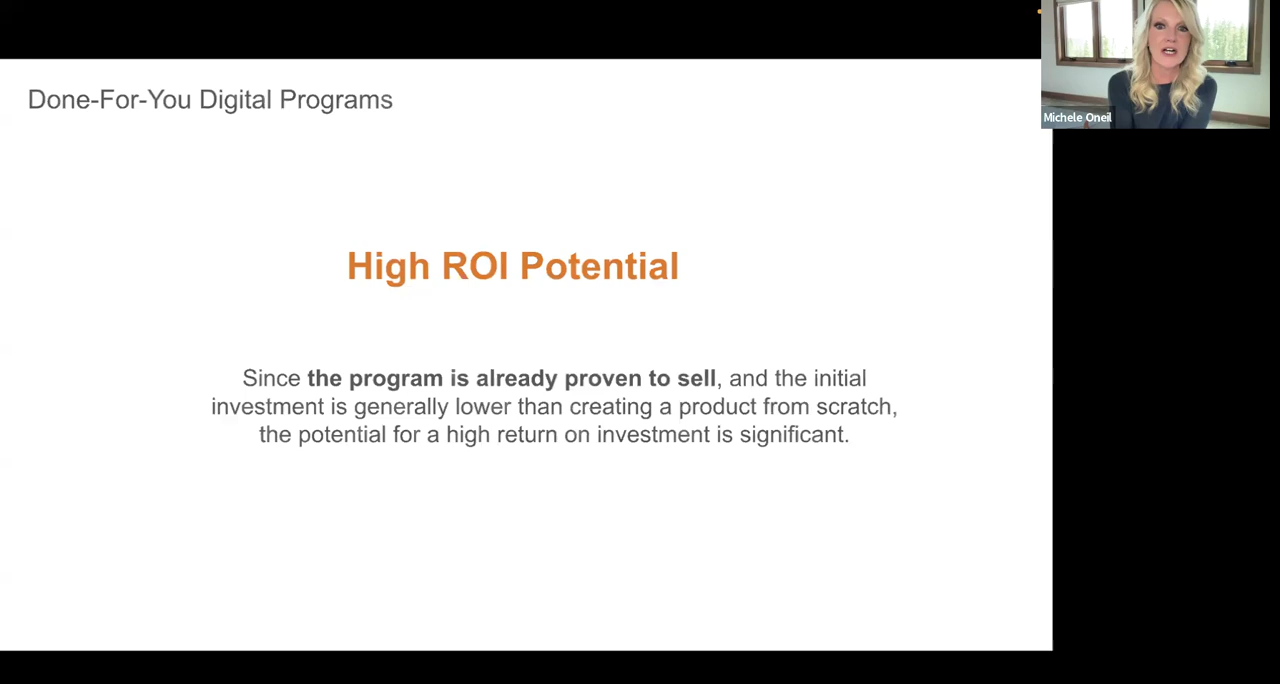 Done-For-You Digital Programs
Michele Oneil
High ROI Potential
Since the program is already proven to sell, and the initial
investment is generally lower than creating a product from scratch,
the potential for a high return on investment is significant.